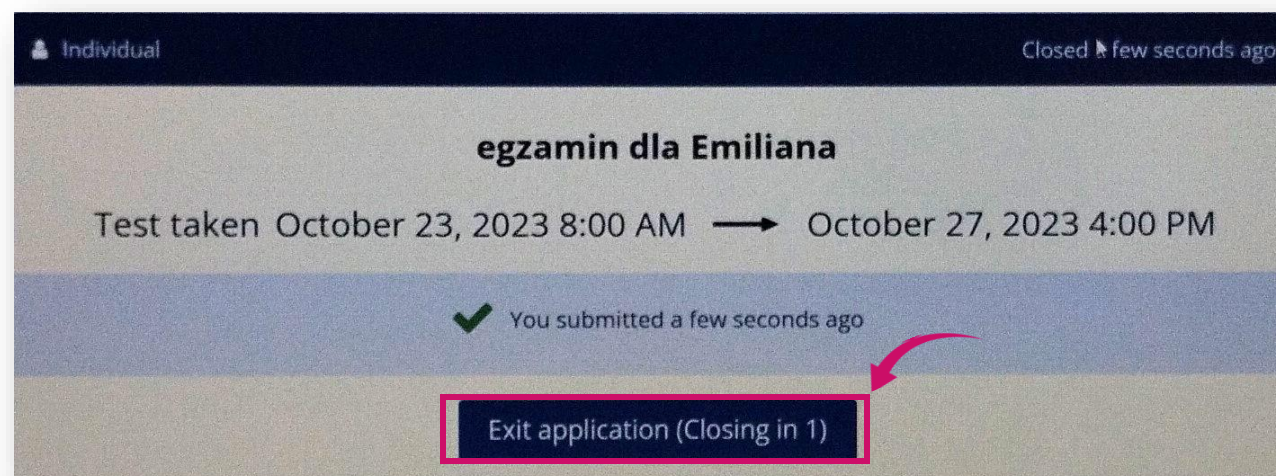 Individual
Closed few seconds ago
egzamin dla Emiliana
Test taken October 23, 2023 8:00 AM → October 27, 2023 4:00 PM
You submitted a few seconds ago
Exit application (Closing in 1)